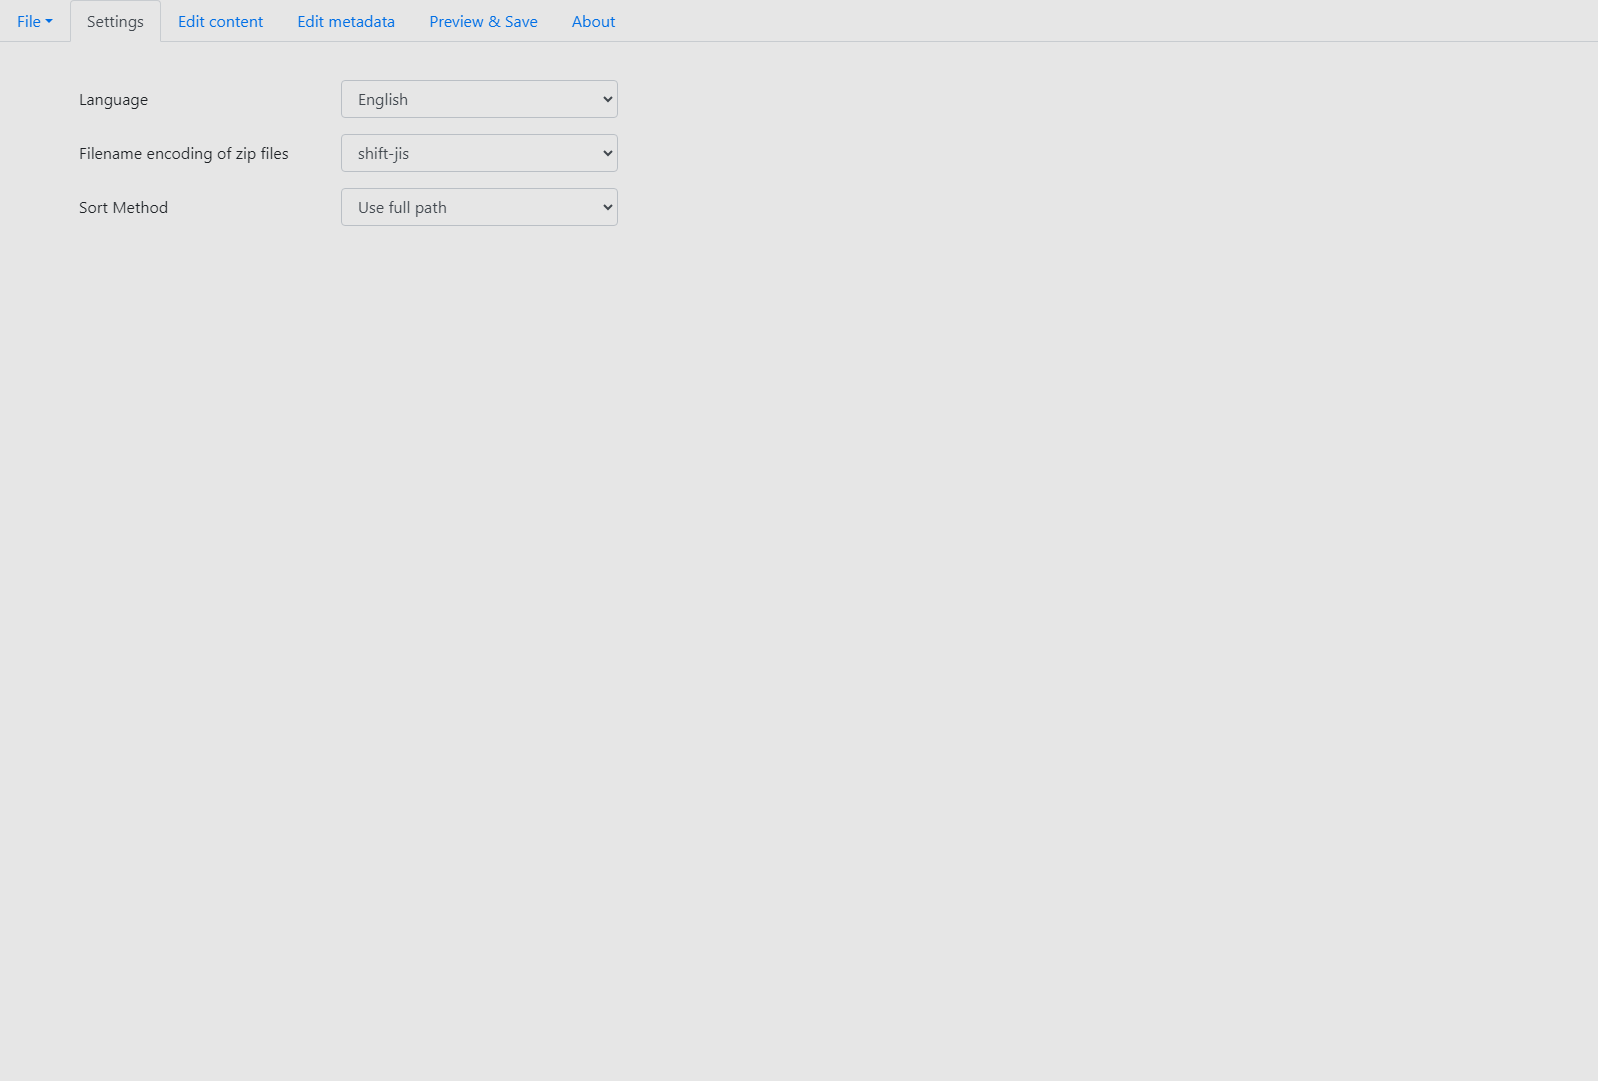 File Settings Edit content Edit metadata Preview & Save About
Language English
Filename encoding of zip files shift-jis
Sort Method Use full path